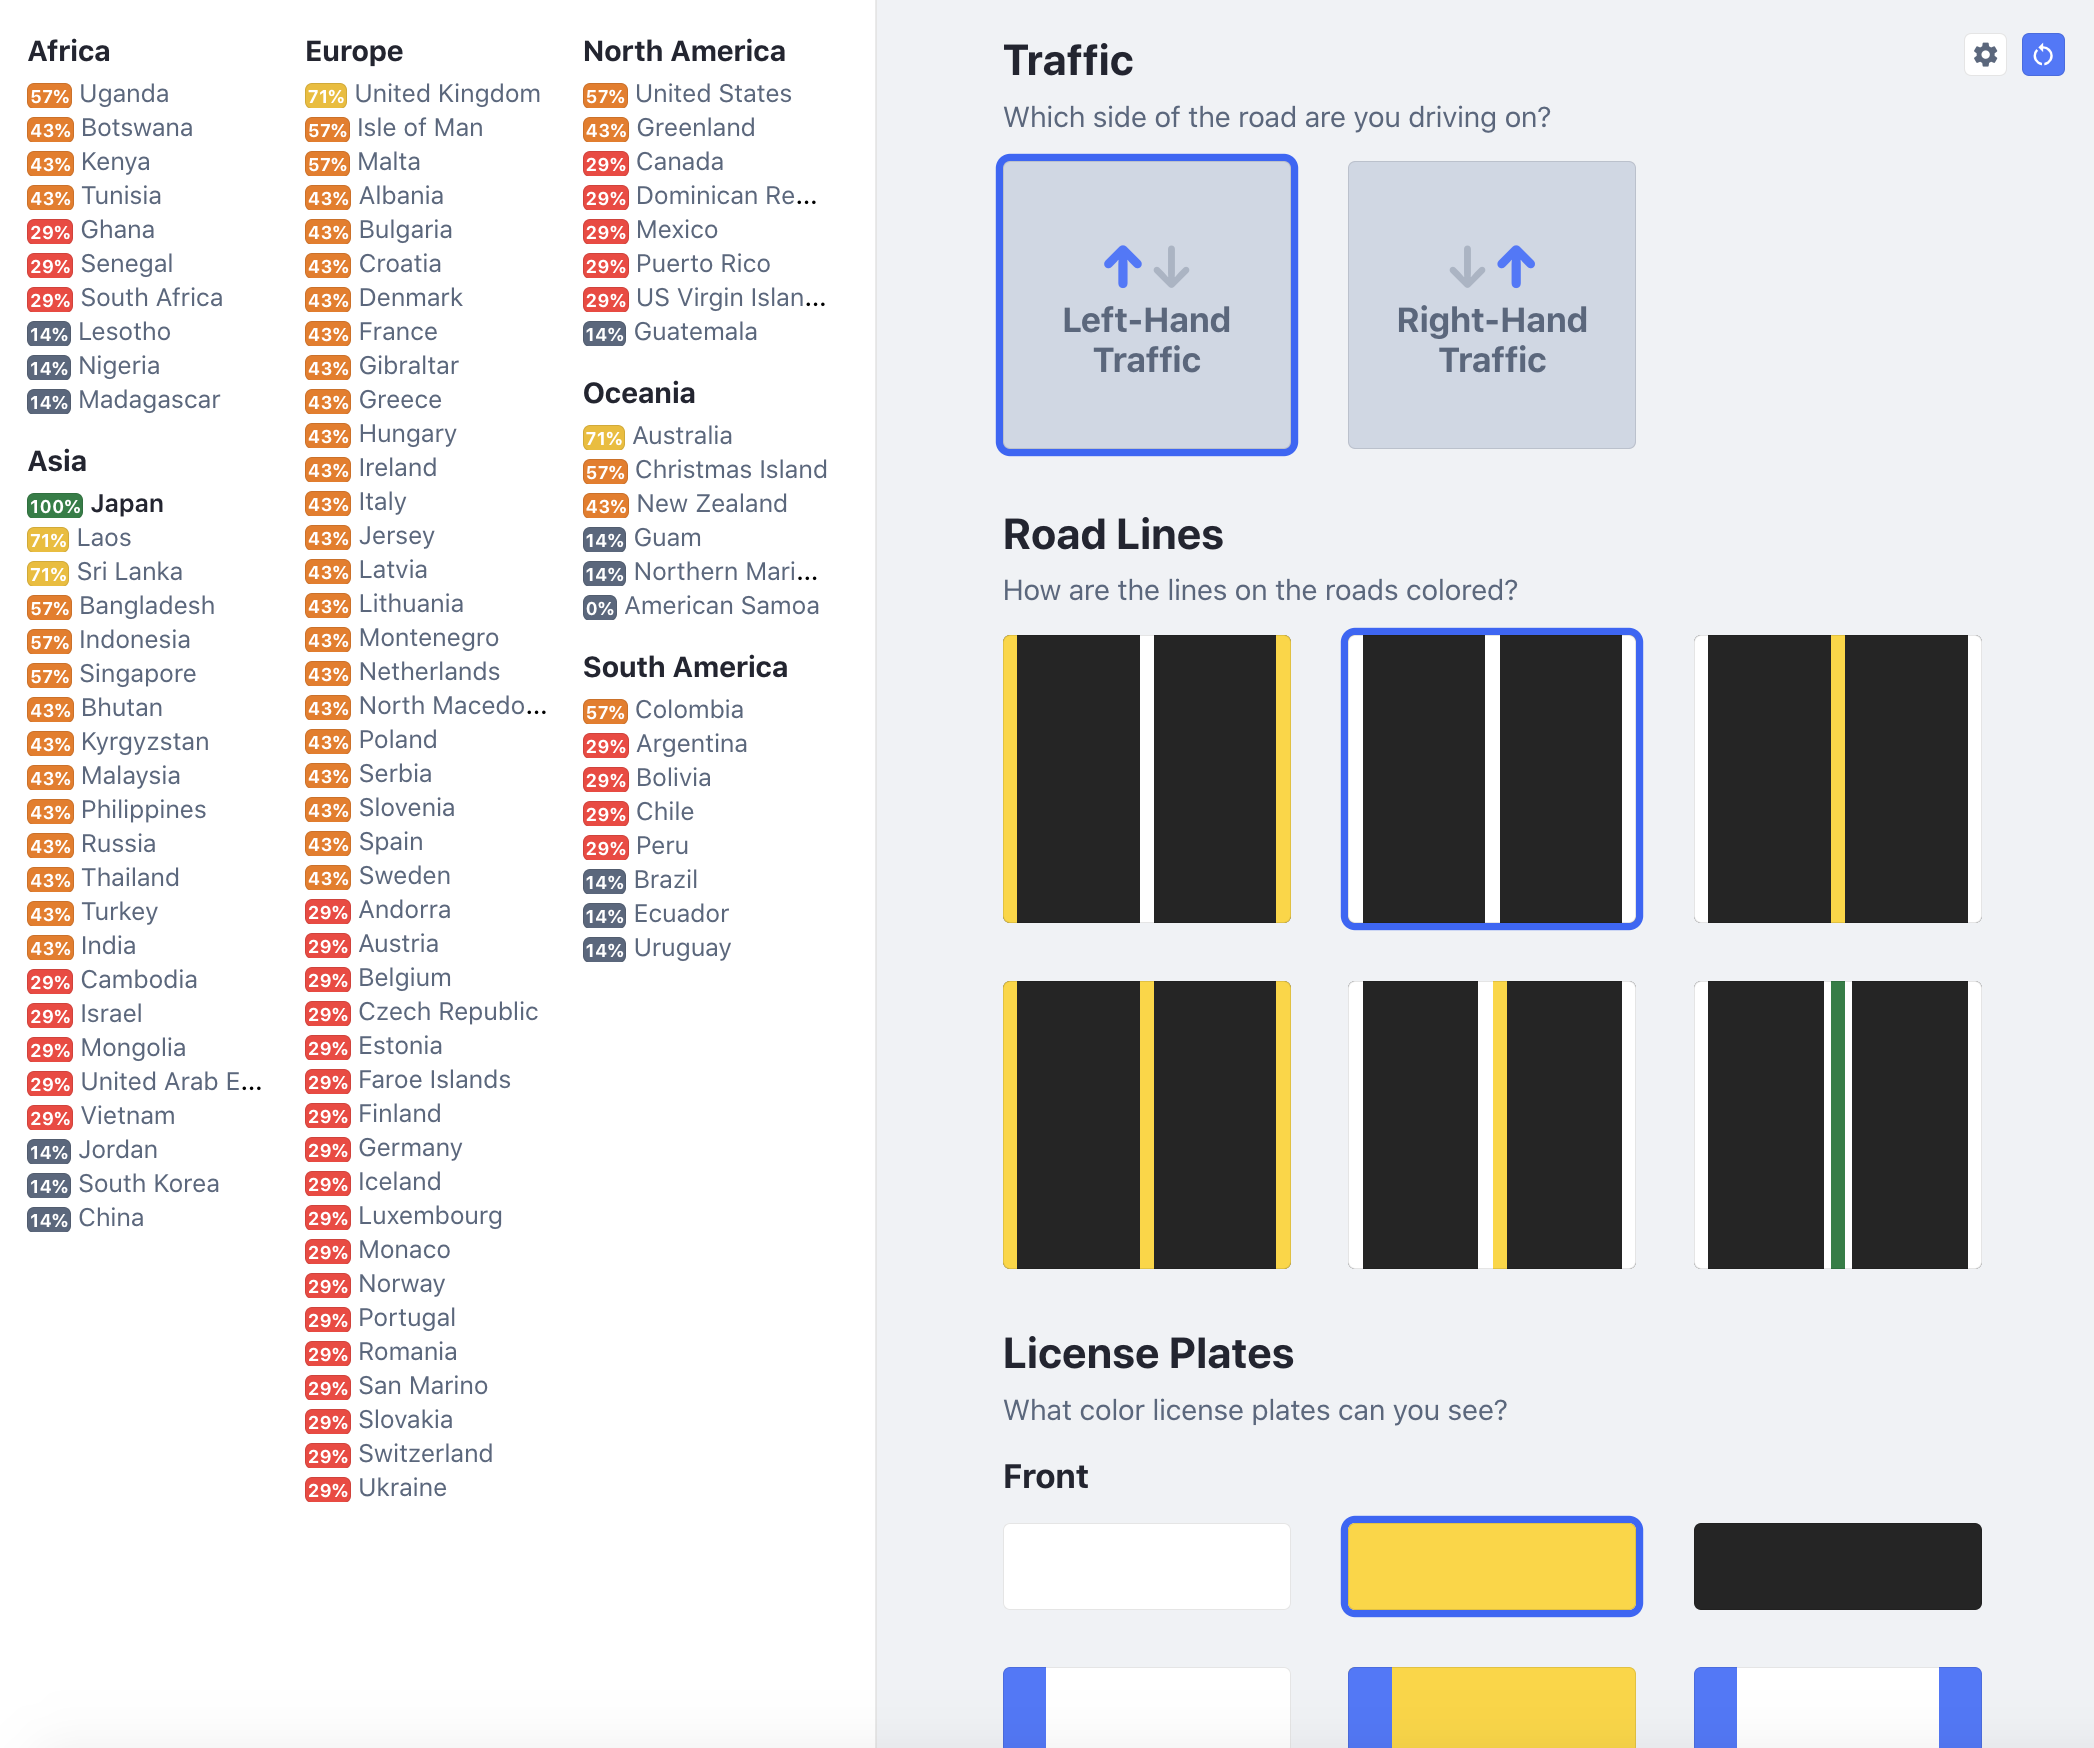 Africa
57% Uganda
43% Botswana
43% Kenya
43% Tunisia
29% Ghana
29% Senegal
29% South Africa
14% Lesotho
14% Nigeria
14% Madagascar
Asia
100% Japan
71% Laos
71% Sri Lanka
57% Bangladesh
57% Indonesia
57% Singapore
43% Bhutan
43% Kyrgyzstan
43% Malaysia
43% Philippines
43% Russia
43% Thailand
43% Turkey
43% India
29% Cambodia
29% Israel
29% Mongolia
29% United Arab E...
29% Vietnam
14% Jordan
14% South Korea
14% China
Europe
71% United Kingdom
57% Isle of Man
57% Malta
43% Albania
43% Bulgaria
43% Croatia
43% Denmark
43% France
43% Gibraltar
43% Greece
43% Hungary
43% Ireland
43% Italy
43% Jersey
43% Latvia
43% Lithuania
43% Montenegro
43% Netherlands
43% North Macedo...
43% Poland
43% Serbia
43% Slovenia
43% Spain
43% Sweden
29% Andorra
29% Austria
29% Belgium
29% Czech Republic
29% Estonia
29% Faroe Islands
29% Finland
29% Germany
29% Iceland
29% Luxembourg
29% Monaco
29% Norway
29% Portugal
29% Romania
29% San Marino
29% Slovakia
29% Switzerland
29% Ukraine
North America
57% United States
43% Greenland
29% Canada
29% Dominican Re...
29% Mexico
29% Puerto Rico
29% US Virgin Islan...
14% Guatemala
Oceania
71% Australia
57% Christmas Island
43% New Zealand
14% Guam
14% Northern Mari...
0% American Samoa
South America
57% Colombia
29% Argentina
29% Bolivia
29% Chile
29% Peru
14% Brazil
14% Ecuador
14% Uruguay
Traffic
Which side of the road are you driving on?
Left-Hand
Traffic
Right-Hand
Traffic
Road Lines
How are the lines on the roads colored?
License Plates
What color license plates can you see?
Front